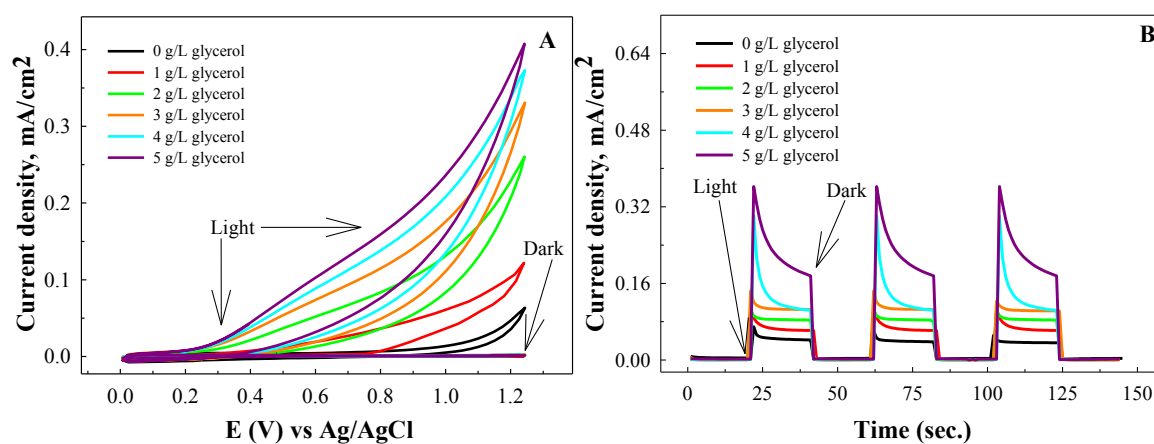 A
0 g/L glycerol
1 g/L glycerol
2 g/L glycerol
3 g/L glycerol
4 g/L glycerol
5 g/L glycerol
Light
Dark
Current density, mA/cm2
0.4
0.3
0.2
0.1
0.0
0.0 0.2 0.4 0.6 0.8 1.0 1.2
E (V) vs Ag/AgCl
B
0 g/L glycerol
1 g/L glycerol
2 g/L glycerol
3 g/L glycerol
4 g/L glycerol
5 g/L glycerol
Light
Dark
Current density, mA/cm2
0.64
0.48
0.32
0.16
0.00
0 25 50 75 100 125 150
Time (sec.)